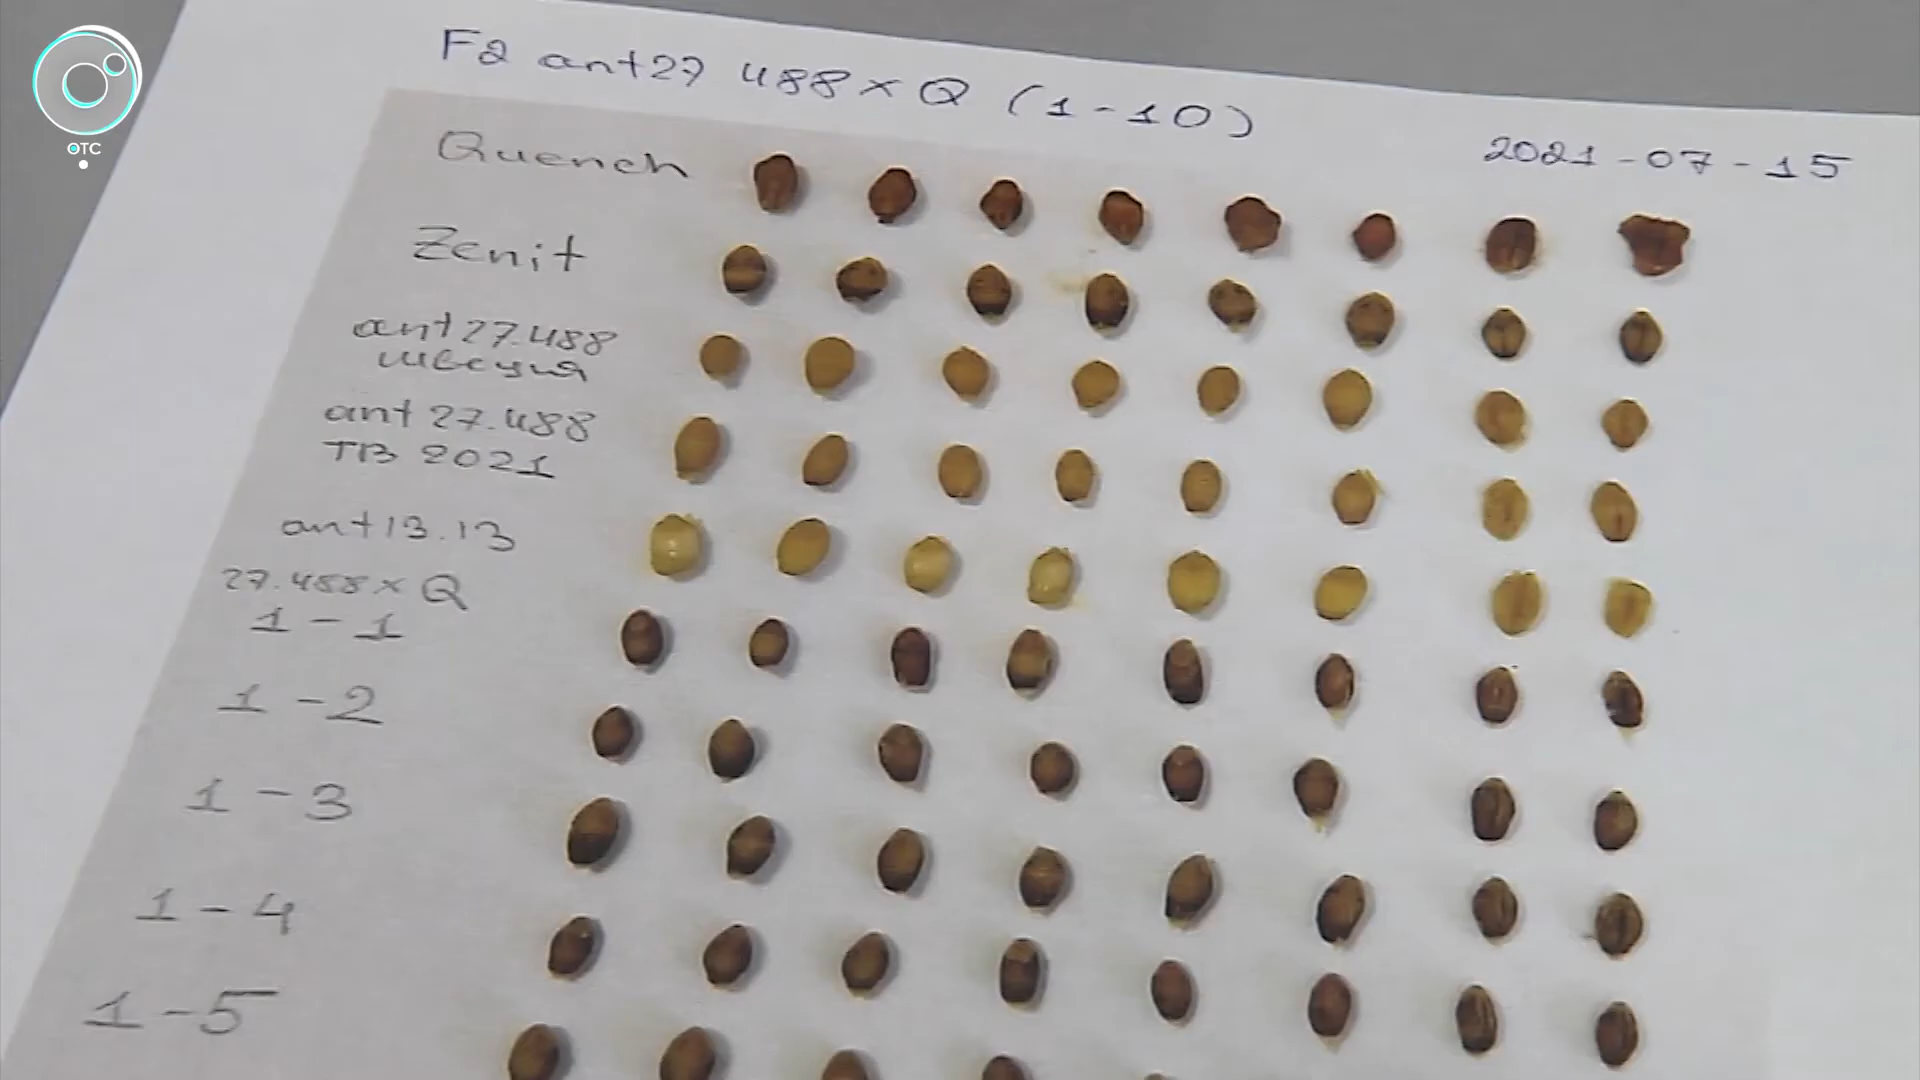 OTC
F2 ant27 488 x Q (1-10)
2021-07-15
Quench
Zenit
ant27.488
швеция
ant 27.488
ТВ 2021
ant13.13
27.488 x Q
1-1
1-2
1-3
1-4
1-5